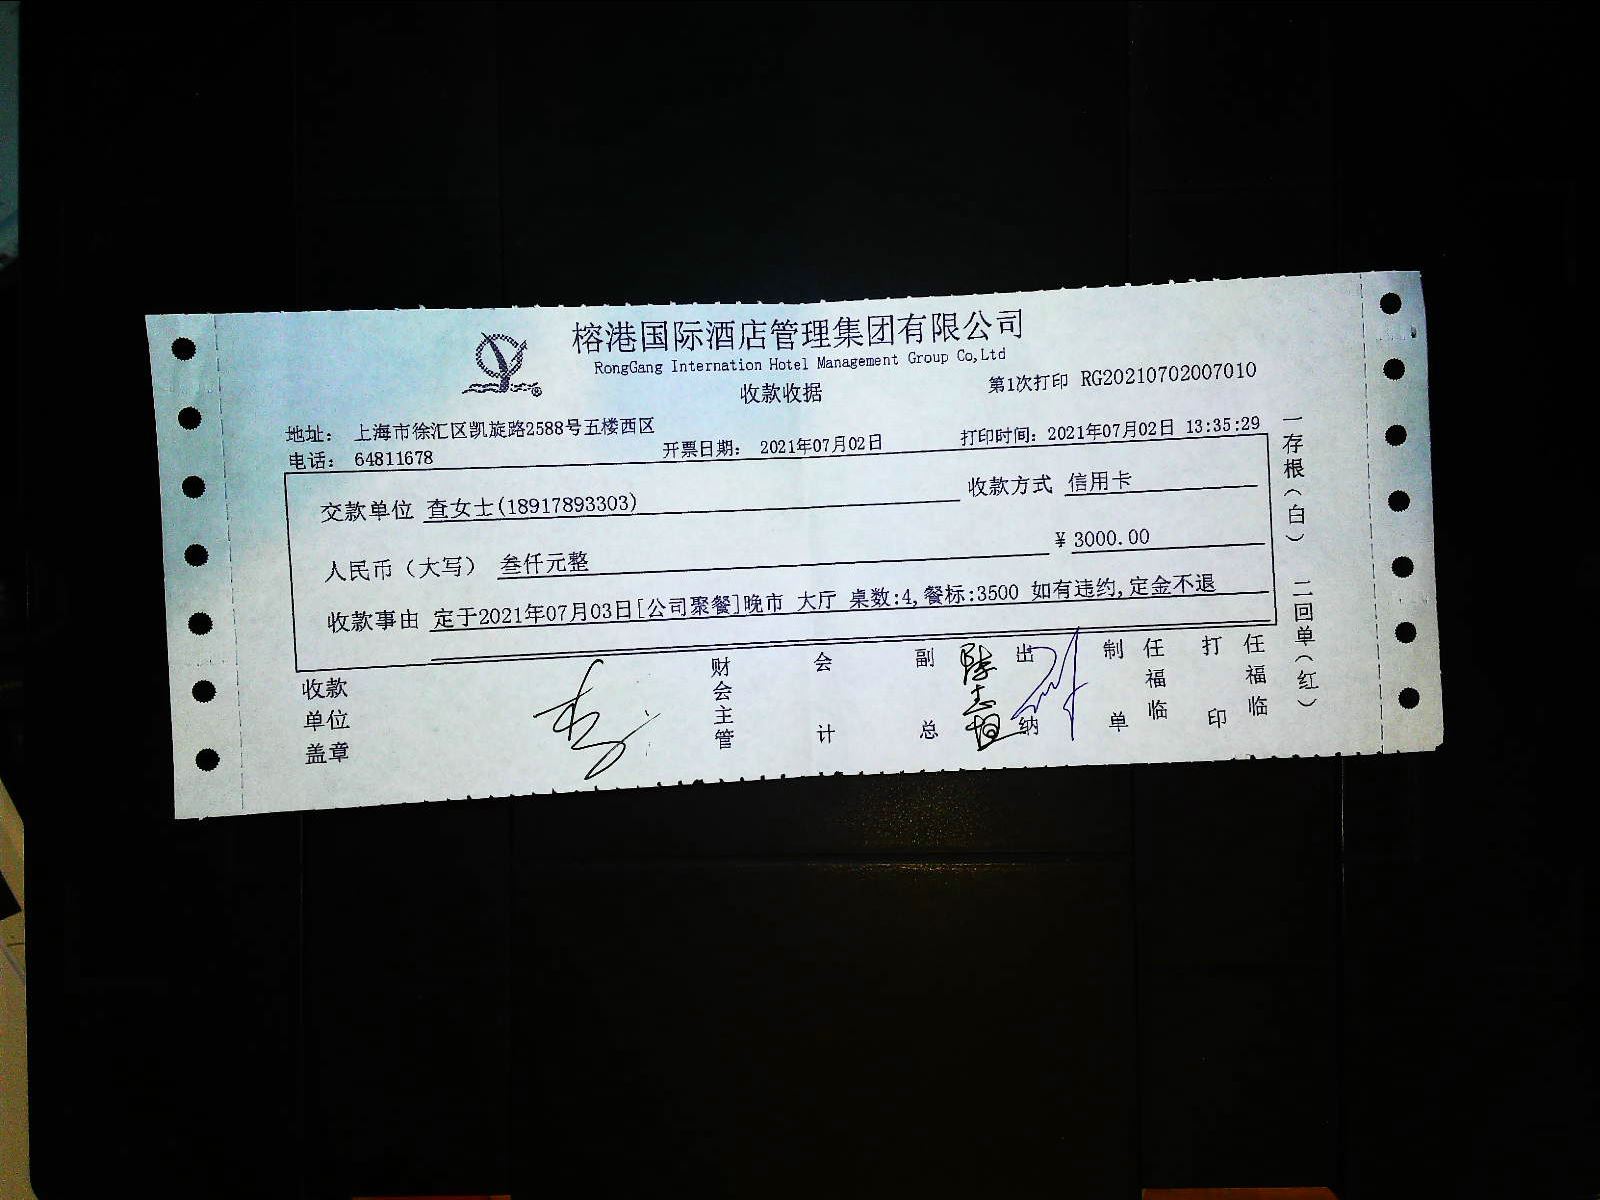 榕港国际酒店管理集团有限公司
RongGang Internation Hotel Management Group Co,Ltd
收款收据
第1次打印 RG20210702007010
地址： 上海市徐汇区凯旋路2588号五楼西区
电话： 64811678
开票日期： 2021年07月02日
打印时间：2021年07月02日 13:35:29
交款单位 查女士(18917893303)
收款方式 信用卡
人民币（大写） 叁仟元整
¥ 3000.00
收款事由 定于2021年07月03日[公司聚餐]晚市 大厅 桌数:4,餐标:3500 如有违约,定金不退
收款单位盖章
财会主管
会计
副总
出纳
制单 任福临
打印 任福临
一存根（白） 二回单（红）